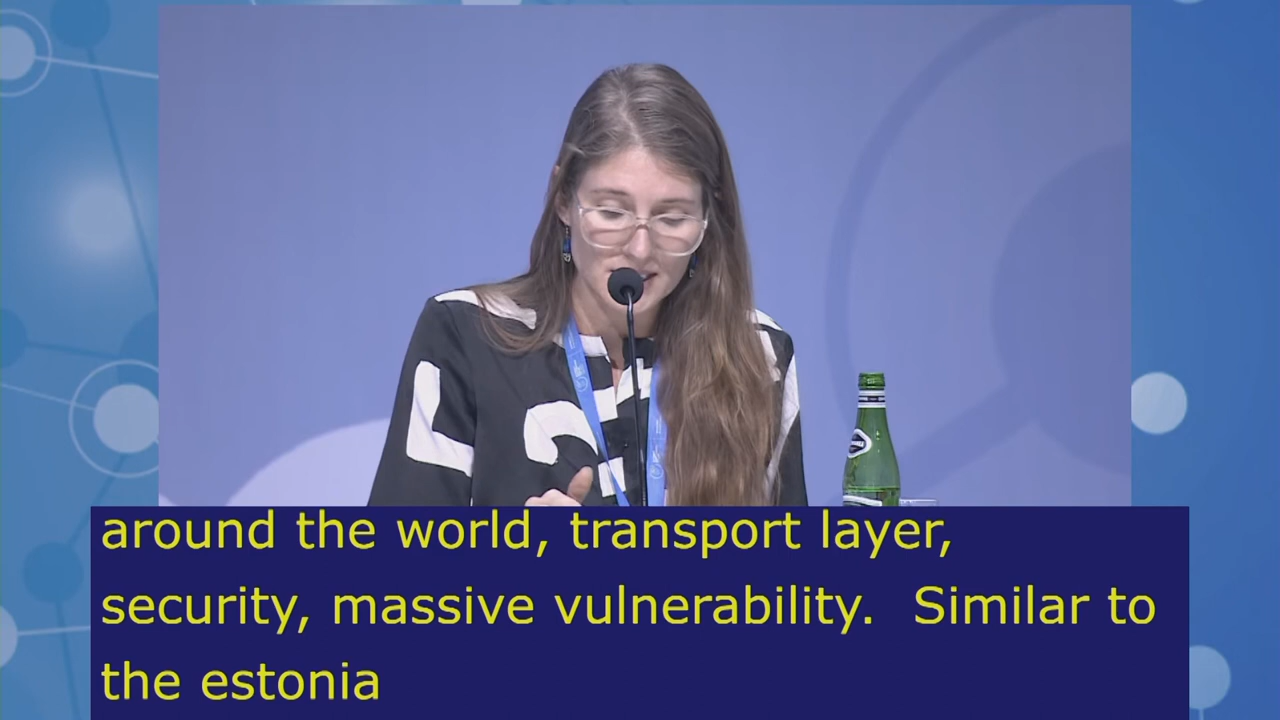 around the world, transport layer,
security, massive vulnerability.  Similar to
the estonia